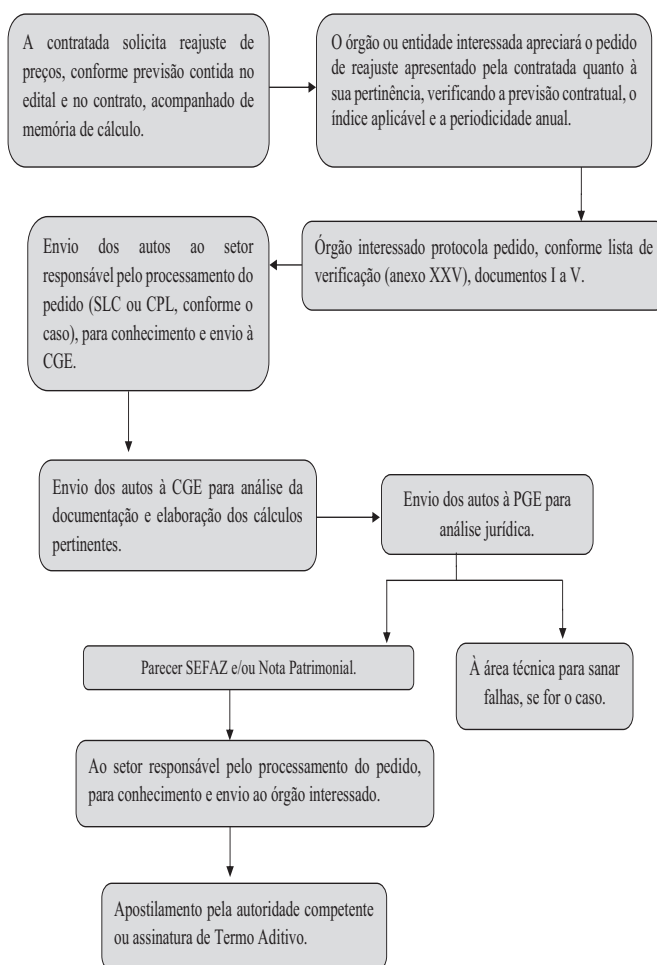 A contratada solicita reajuste de
preços, conforme previsão contida no
edital e no contrato, acompanhado de
memória de cálculo.
O órgão ou entidade interessada apreciará o pedido
de reajuste apresentado pela contratada quanto à
sua pertinência, verificando a previsão contratual, o
índice aplicável e a periodicidade anual.
Órgão interessado protocola pedido, conforme lista de
verificação (anexo XXV), documentos I a V.
Envio dos autos ao setor
responsável pelo processamento do
pedido (SLC ou CPL, conforme o
caso), para conhecimento e envio à
CGE.
Envio dos autos à CGE para análise da
documentação e elaboração dos cálculos
pertinentes.
Envio dos autos à PGE para
análise jurídica.
Parecer SEFAZ e/ou Nota Patrimonial.
À área técnica para sanar
falhas, se for o caso.
Ao setor responsável pelo processamento do pedido,
para conhecimento e envio ao órgão interessado.
Apostilamento pela autoridade competente
ou assinatura de Termo Aditivo.